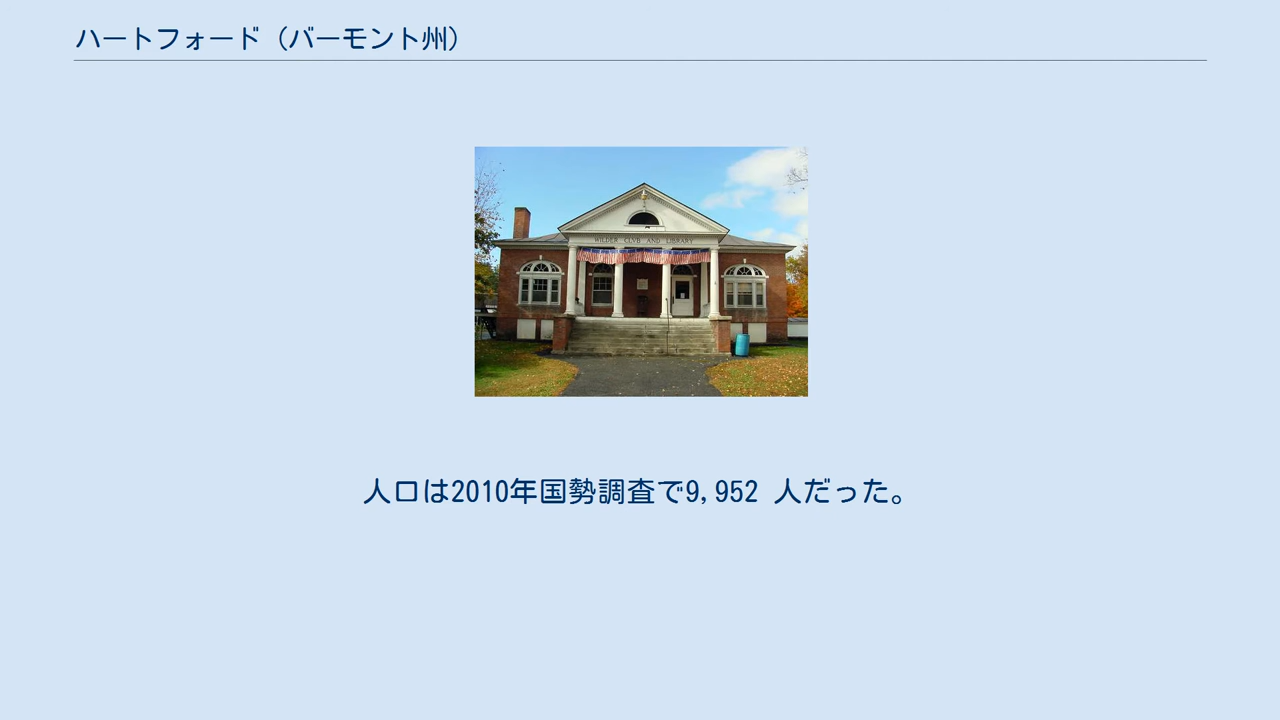 ハートフォード（バーモント州）
WILDER CLVB AND LIBRARY
人口は2010年国勢調査で9,952 人だった。